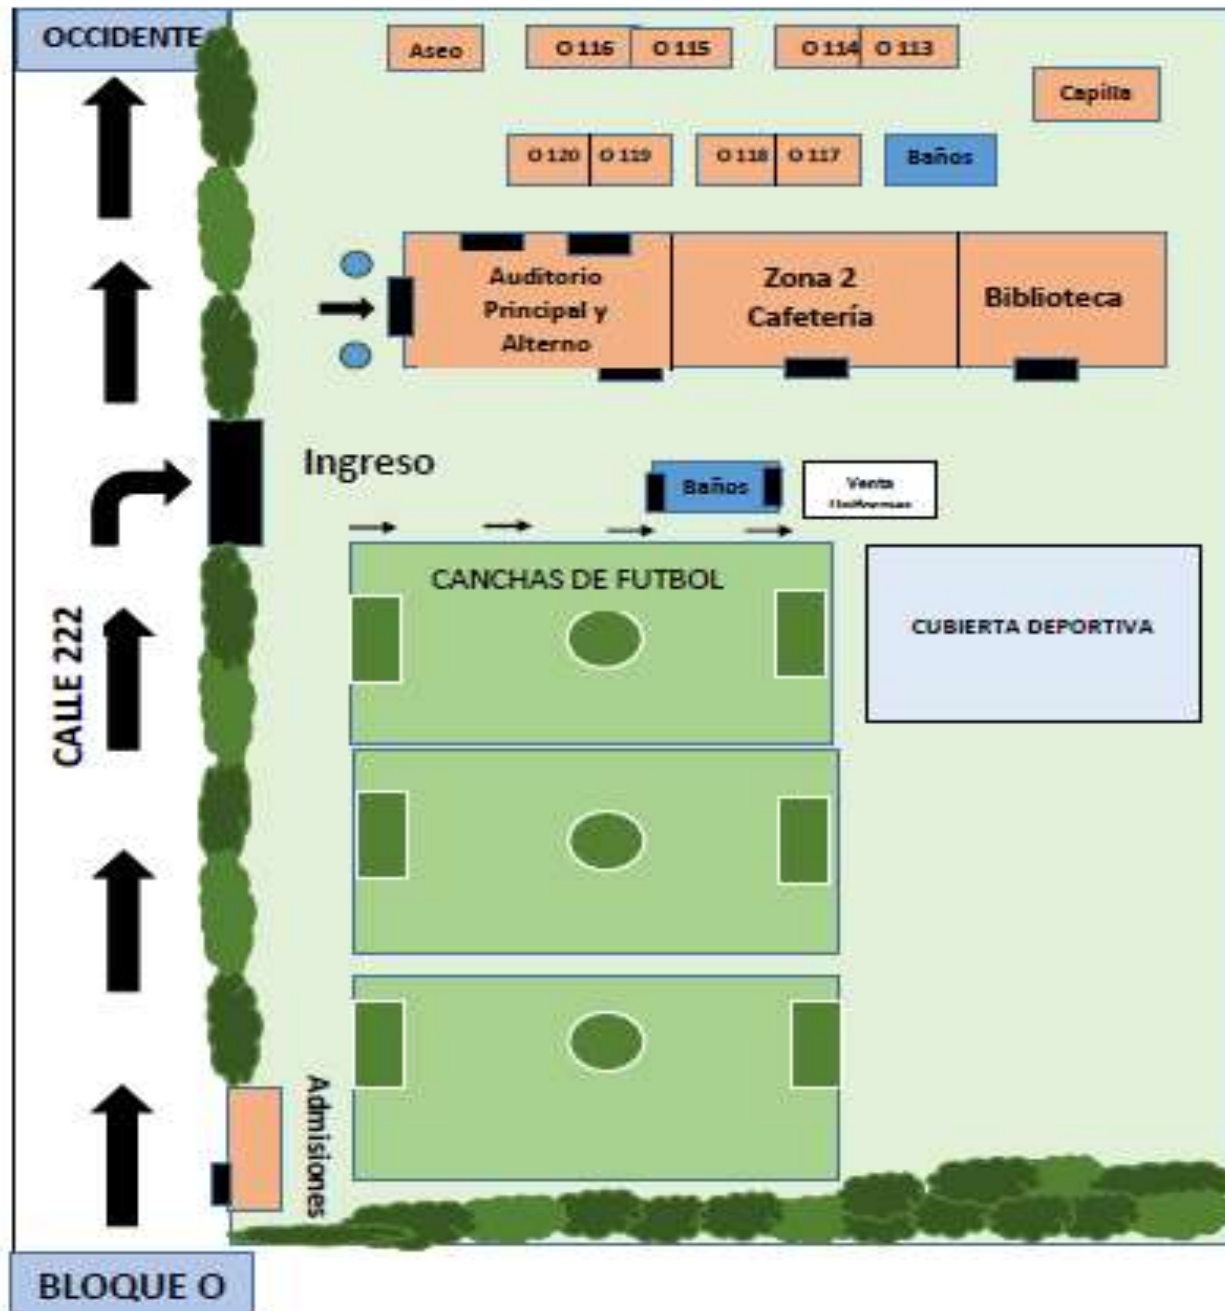 OCCIDENTE
Aseo
O 116
O 115
O 114
O 113
Capilla
O 120
O 119
O 118
O 117
Baños
Auditorio
Principal y
Alterno
Zona 2
Cafetería
Biblioteca
Ingreso
Baños
Venta
CANCHAS DE FUTBOL
CUBIERTA DEPORTIVA
CALLE 222
Admisiones
BLOQUE O